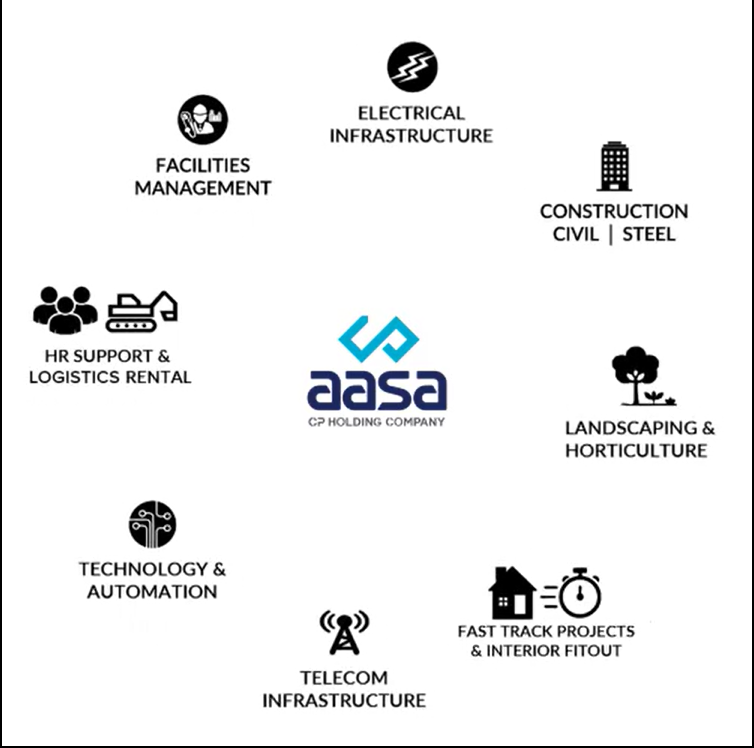 ELECTRICAL
INFRASTRUCTURE
FACILITIES
MANAGEMENT
CONSTRUCTION
CIVIL | STEEL
HR SUPPORT &
LOGISTICS RENTAL
aasa
CP HOLDING COMPANY
LANDSCAPING &
HORTICULTURE
TECHNOLOGY &
AUTOMATION
FAST TRACK PROJECTS
& INTERIOR FITOUT
TELECOM
INFRASTRUCTURE